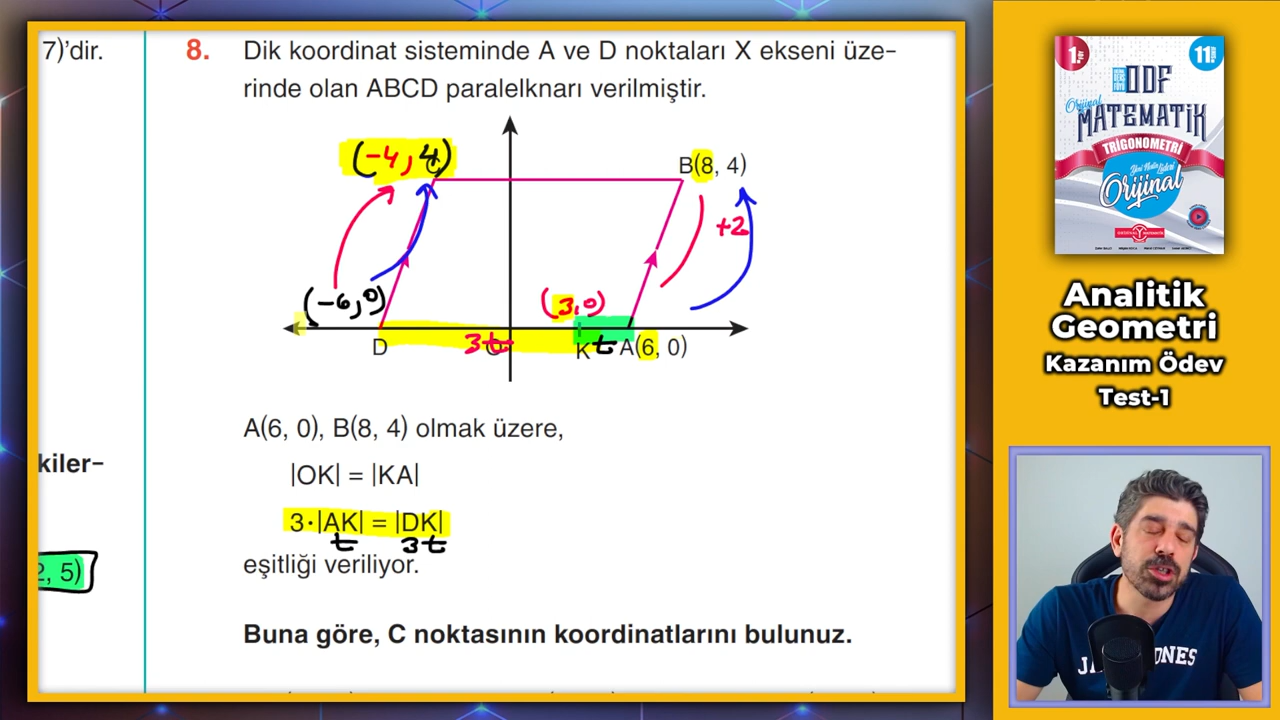 7)'dir.
8. Dik koordinat sisteminde A ve D noktaları X ekseni üze-
rinde olan ABCD paralelknarı verilmiştir.
(-4, 4)
B(8, 4)
+2
(-6, 0)
(3, 0)
D
3t
O
K
t
A(6, 0)
A(6, 0), B(8, 4) olmak üzere,
|OK| = |KA|
3·|AK| = |DK|
t 3t
eşitliği veriliyor.
Buna göre, C noktasının koordinatlarını bulunuz.
kiler-
2, 5)
1.
11.
ODF
Orijinal
MATEMATİK
TRİGONOMETRİ
Orijinal
Analitik
Geometri
Kazanım Ödev
Test-1